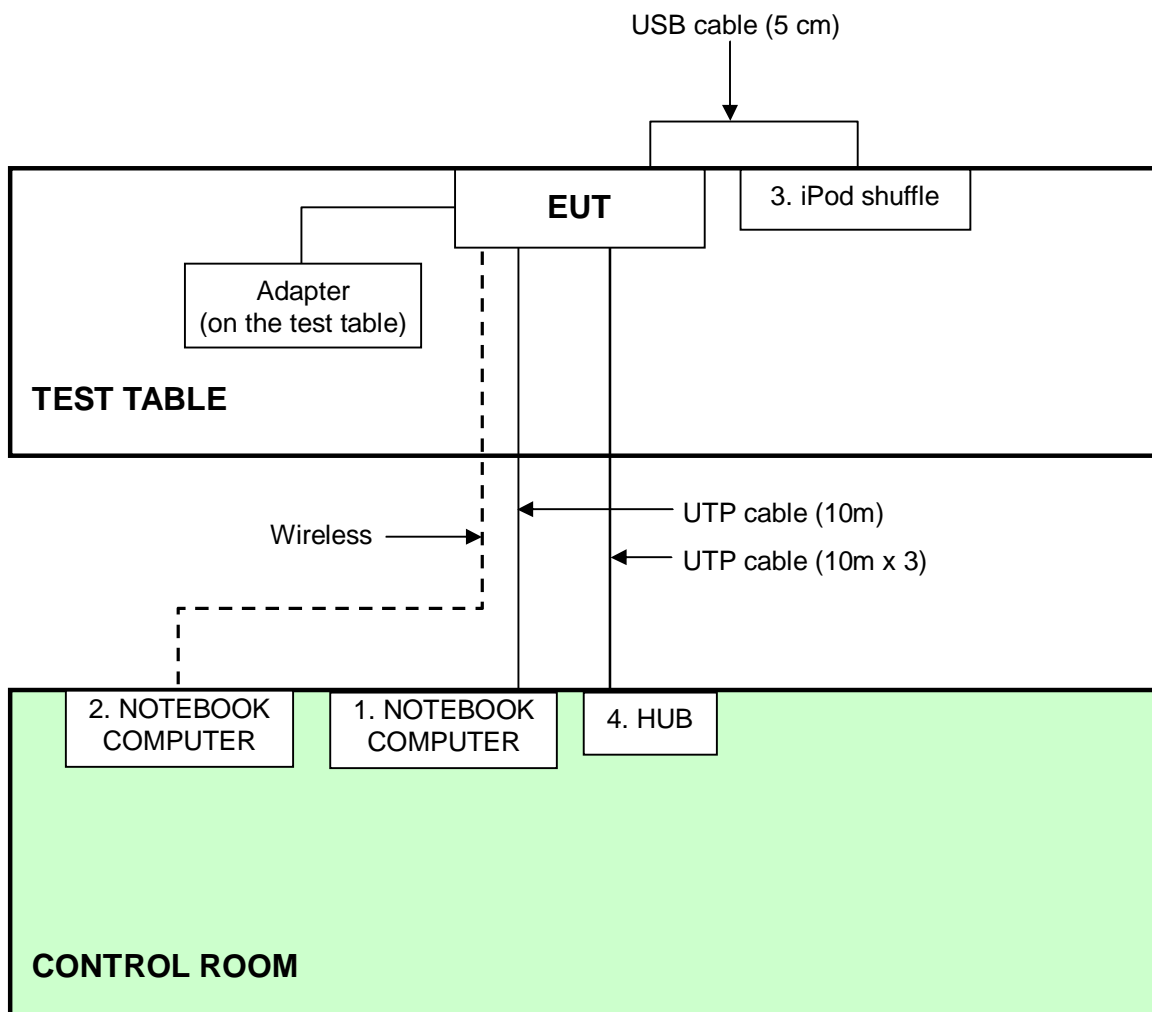 USB cable (5 cm)
EUT
3. iPod shuffle
Adapter
(on the test table)
TEST TABLE
Wireless
UTP cable (10m)
UTP cable (10m x 3)
2. NOTEBOOK
COMPUTER
1. NOTEBOOK
COMPUTER
4. HUB
CONTROL ROOM